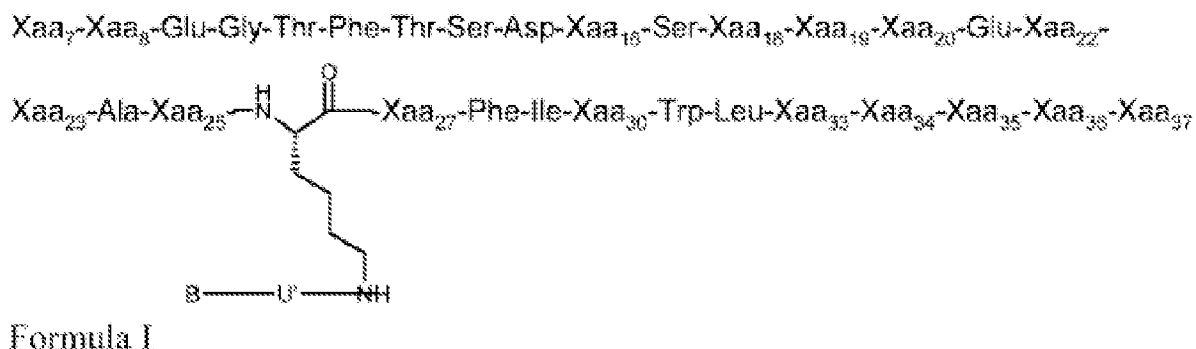 Xaa₇-Xaa₈-Glu-Gly-Thr-Phe-Thr-Ser-Asp-Xaa₁₆-Ser-Xaa₁₈-Xaa₁₉-Xaa₂₀-Glu-Xaa₂₂-
H O
Xaa₂₃-Ala-Xaa₂₅-N Xaa₂₇-Phe-Ile-Xaa₃₀-Trp-Leu-Xaa₃₃-Xaa₃₄-Xaa₃₅-Xaa₃₆-Xaa₃₇
B U' NH
Formula I